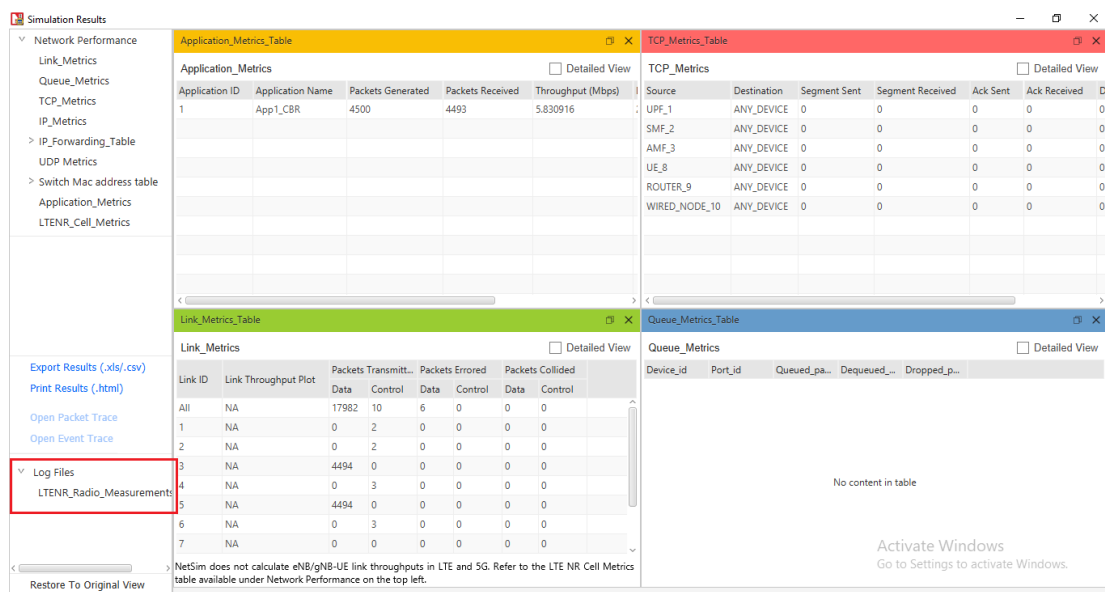 Simulation Results
Network Performance
Link_Metrics
Queue_Metrics
TCP_Metrics
IP_Metrics
IP_Forwarding_Table
UDP Metrics
Switch Mac address table
Application_Metrics
LTENR_Cell_Metrics
Export Results (.xls/.csv)
Print Results (.html)
Open Packet Trace
Open Event Trace
Log Files
LTENR_Radio_Measurements
Restore To Original View
Application_Metrics_Table
Application_Metrics Detailed View
Application ID Application Name Packets Generated Packets Received Throughput (Mbps)
1 App1_CBR 4500 4493 5.830916
TCP_Metrics_Table
TCP_Metrics Detailed View
Source Destination Segment Sent Segment Received Ack Sent Ack Received D
UPF_1 ANY_DEVICE 0 0 0 0 0
SMF_2 ANY_DEVICE 0 0 0 0 0
AMF_3 ANY_DEVICE 0 0 0 0 0
UE_8 ANY_DEVICE 0 0 0 0 0
ROUTER_9 ANY_DEVICE 0 0 0 0 0
WIRED_NODE_10 ANY_DEVICE 0 0 0 0 0
Link_Metrics_Table
Link_Metrics Detailed View
Link ID Link Throughput Plot Packets Transmitt... Packets Errored Packets Collided
Data Control Data Control Data Control
All NA 17982 10 6 0 0 0
1 NA 0 2 0 0 0 0
2 NA 0 2 0 0 0 0
3 NA 4494 0 0 0 0 0
4 NA 0 3 0 0 0 0
5 NA 4494 0 0 0 0 0
6 NA 0 3 0 0 0 0
7 NA 0 0 0 0 0 0
NetSim does not calculate eNB/gNB-UE link throughputs in LTE and 5G. Refer to the LTE NR Cell Metrics
table available under Network Performance on the top left.
Queue_Metrics_Table
Queue_Metrics Detailed View
Device_id Port_id Queued_pa... Dequeued_... Dropped_p...
No content in table
Activate Windows
Go to Settings to activate Windows.